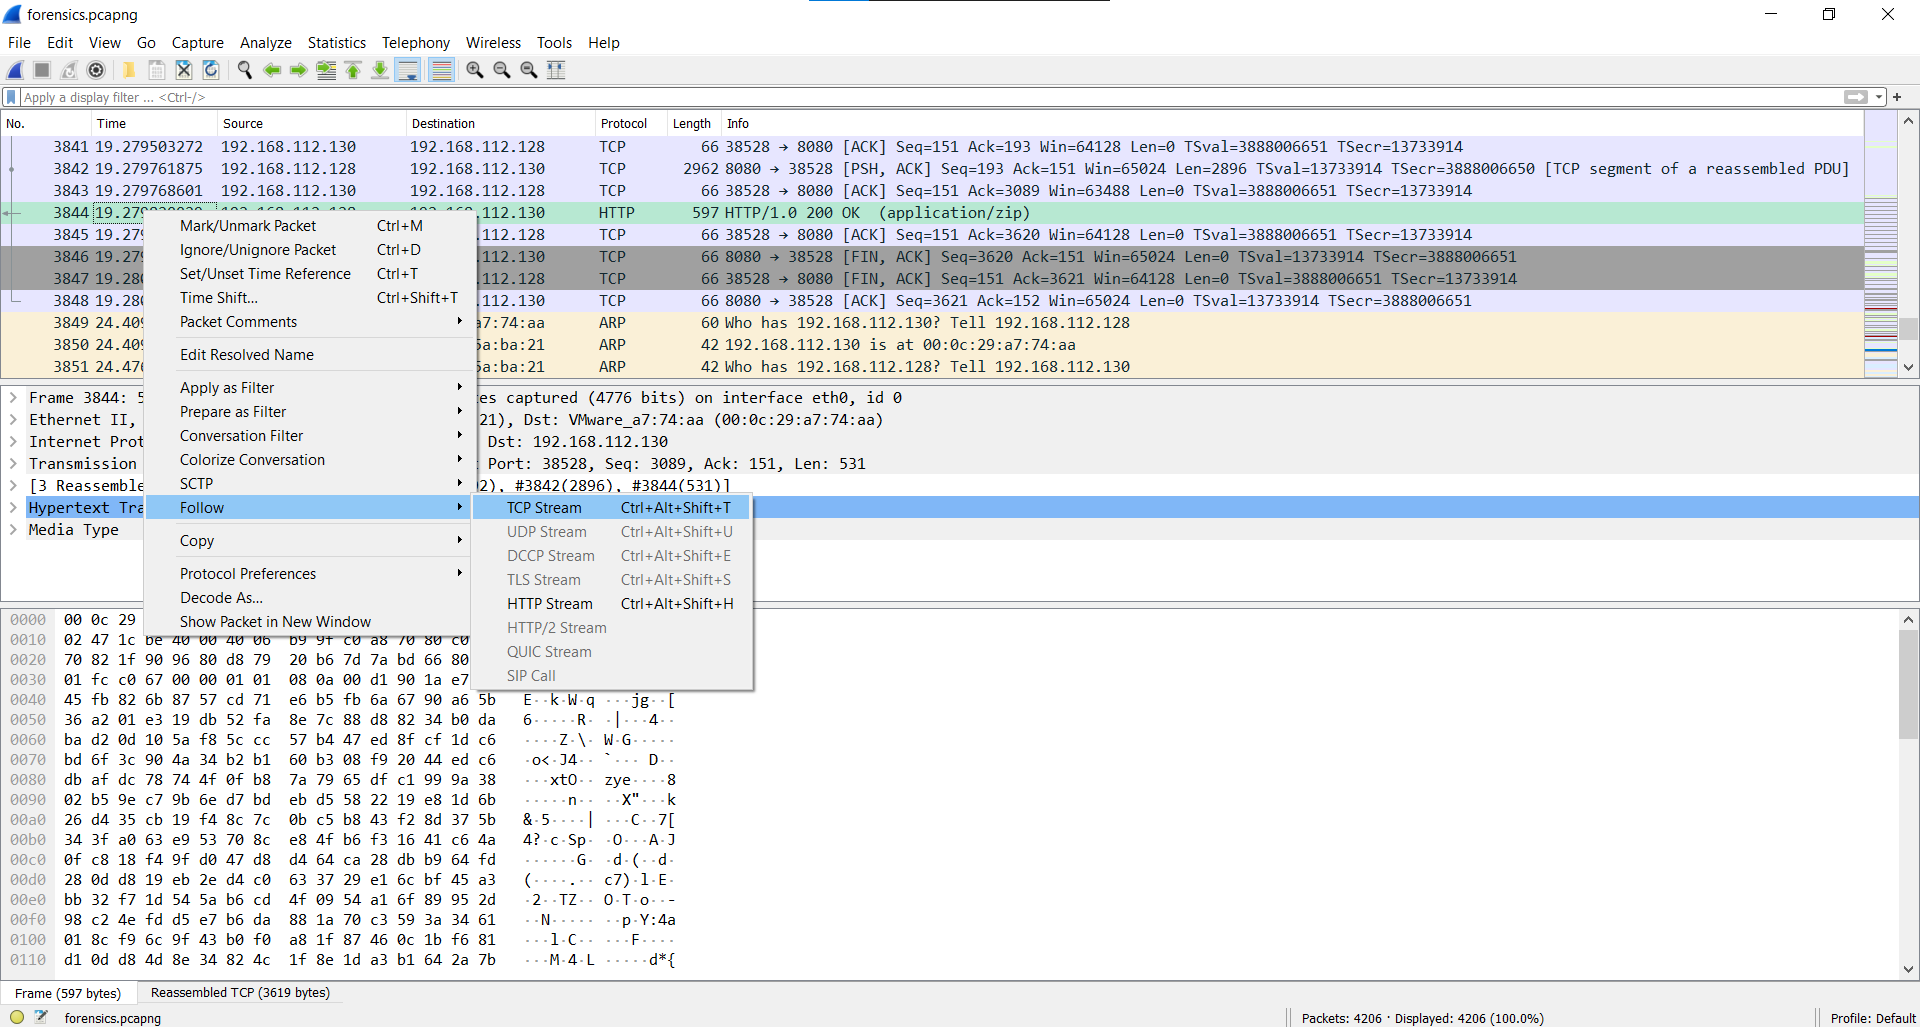 forensics.pcapng
File Edit View Go Capture Analyze Statistics Telephony Wireless Tools Help
Apply a display filter ... <Ctrl-/>
No. Time Source Destination Protocol Length Info
3841 19.279503272 192.168.112.130 192.168.112.128 TCP 66 38528 → 8080 [ACK] Seq=151 Ack=193 Win=64128 Len=0 TSval=3888006651 TSecr=13733914
3842 19.279761875 192.168.112.128 192.168.112.130 TCP 2962 8080 → 38528 [PSH, ACK] Seq=193 Ack=151 Win=65024 Len=2896 TSval=13733914 TSecr=3888006650 [TCP segment of a reassembled PDU]
3843 19.279768601 192.168.112.130 192.168.112.128 TCP 66 38528 → 8080 [ACK] Seq=151 Ack=3089 Win=63488 Len=0 TSval=3888006651 TSecr=13733914
3844 .112.130 HTTP 597 HTTP/1.0 200 OK (application/zip)
3845 19.27 .112.128 TCP 66 38528 → 8080 [ACK] Seq=151 Ack=3620 Win=64128 Len=0 TSval=3888006651 TSecr=13733914
3846 19.27 .112.130 TCP 66 8080 → 38528 [FIN, ACK] Seq=3620 Ack=151 Win=65024 Len=0 TSval=13733914 TSecr=3888006651
3847 19.28 .112.128 TCP 66 38528 → 8080 [FIN, ACK] Seq=151 Ack=3621 Win=64128 Len=0 TSval=3888006651 TSecr=13733914
3848 19.28 .112.130 TCP 66 8080 → 38528 [ACK] Seq=3621 Ack=152 Win=65024 Len=0 TSval=13733914 TSecr=3888006651
3849 24.409 a7:74:aa ARP 60 Who has 192.168.112.130? Tell 192.168.112.128
3850 24.409 5a:ba:21 ARP 42 192.168.112.130 is at 00:0c:29:a7:74:aa
3851 24.476 5a:ba:21 ARP 42 Who has 192.168.112.128? Tell 192.168.112.130
Mark/Unmark Packet Ctrl+M
Ignore/Unignore Packet Ctrl+D
Set/Unset Time Reference Ctrl+T
Time Shift... Ctrl+Shift+T
Packet Comments
Edit Resolved Name
Apply as Filter
Prepare as Filter
Conversation Filter
Colorize Conversation
SCTP
Follow
Copy
Protocol Preferences
Decode As...
Show Packet in New Window
TCP Stream Ctrl+Alt+Shift+T
UDP Stream Ctrl+Alt+Shift+U
DCCP Stream Ctrl+Alt+Shift+E
TLS Stream Ctrl+Alt+Shift+S
HTTP Stream Ctrl+Alt+Shift+H
HTTP/2 Stream
QUIC Stream
SIP Call
Frame 3844: 5 es captured (4776 bits) on interface eth0, id 0
Ethernet II, 21), Dst: VMware_a7:74:aa (00:0c:29:a7:74:aa)
Internet Prot Dst: 192.168.112.130
Transmission Port: 38528, Seq: 3089, Ack: 151, Len: 531
[3 Reassemble 2), #3842(2896), #3844(531)]
Hypertext Tra
Media Type
0000 00 0c 29
0010 02 47 1c be 40 00 40 06 b9 9f c0 a8 70 80 c0
0020 70 82 1f 90 96 80 d8 79 20 b6 7d 7a bd 66 80
0030 01 fc c0 67 00 00 01 01 08 0a 00 d1 90 1a e7
0040 45 fb 82 6b 87 57 cd 71 e6 b5 fb 6a 67 90 a6 5b E··k·W·q ···jg··[
0050 36 a2 01 e3 19 db 52 fa 8e 7c 88 d8 82 34 b0 da 6·····R· ·|···4··
0060 ba d2 0d 10 5a f8 5c cc 57 b4 47 ed 8f cf 1d c6 ····Z·\· W·G·····
0070 bd 6f 3c 90 4a 34 b2 b1 60 b3 08 f9 20 44 ed c6 ·o<·J4·· `··· D··
0080 db af dc 78 74 4f 0f b8 7a 79 65 df c1 99 9a 38 ···xtO·· zye····8
0090 02 b5 9e c7 9b 6e d7 bd eb d5 58 22 19 e8 1d 6b ·····n·· ··X"···k
00a0 26 d4 35 cb 19 f4 8c 7c 0b c5 b8 43 f2 8d 37 5b &·5····| ···C··7[
00b0 34 3f a0 63 e9 53 70 8c e8 4f b6 f3 16 41 c6 4a 4?·c·Sp· ·O···A·J
00c0 0f c8 18 f4 9f d0 47 d8 d4 64 ca 28 db b9 64 fd ······G· ·d·(··d·
00d0 28 0d d8 19 eb 2e d4 c0 63 37 29 e1 6c bf 45 a3 (····.·· c7)·l·E·
00e0 bb 32 f7 1d 54 5a b6 cd 4f 09 54 a1 6f 89 95 2d ·2··TZ·· O·T·o··-
00f0 98 c2 4e fd d5 e7 b6 da 88 1a 70 c3 59 3a 34 61 ··N····· ··p·Y:4a
0100 01 8c f9 6c 9f 43 b0 f0 a8 1f 87 46 0c 1b f6 81 ···l·C·· ···F····
0110 d1 0d d8 4d 8e 34 82 4c 1f 8e 1d a3 b1 64 2a 7b ···M·4·L ·····d*{
Frame (597 bytes) Reassembled TCP (3619 bytes)
forensics.pcapng Packets: 4206 · Displayed: 4206 (100.0%) Profile: Default